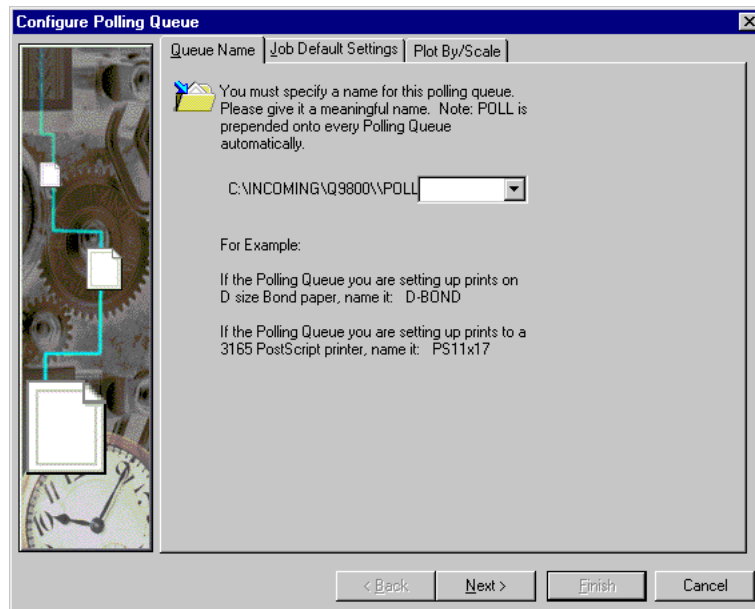 Configure Polling Queue
Queue Name
Job Default Settings
Plot By/Scale
You must specify a name for this polling queue.
Please give it a meaningful name.  Note: POLL is
prepended onto every Polling Queue
automatically.
C:\INCOMING\Q9800\\POLL
For Example:
If the Polling Queue you are setting up prints on
D size Bond paper, name it:   D-BOND
If the Polling Queue you are setting up prints to a
3165 PostScript printer, name it:   PS11x17
< Back
Next >
Finish
Cancel